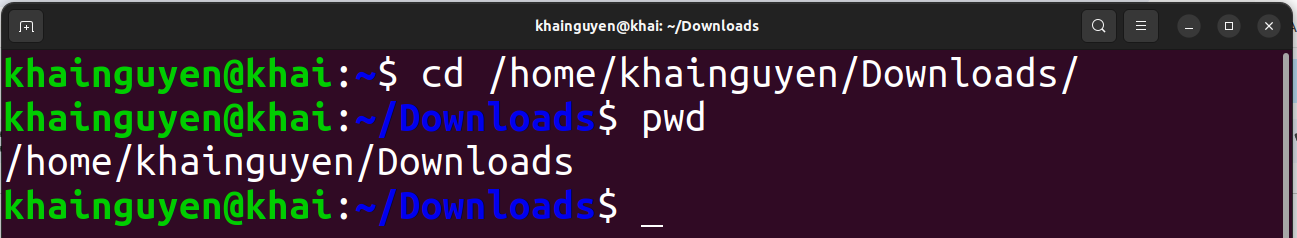 khainguyen@khai: ~/Downloads
khainguyen@khai:~$ cd /home/khainguyen/Downloads/
khainguyen@khai:~/Downloads$ pwd
/home/khainguyen/Downloads
khainguyen@khai:~/Downloads$ _